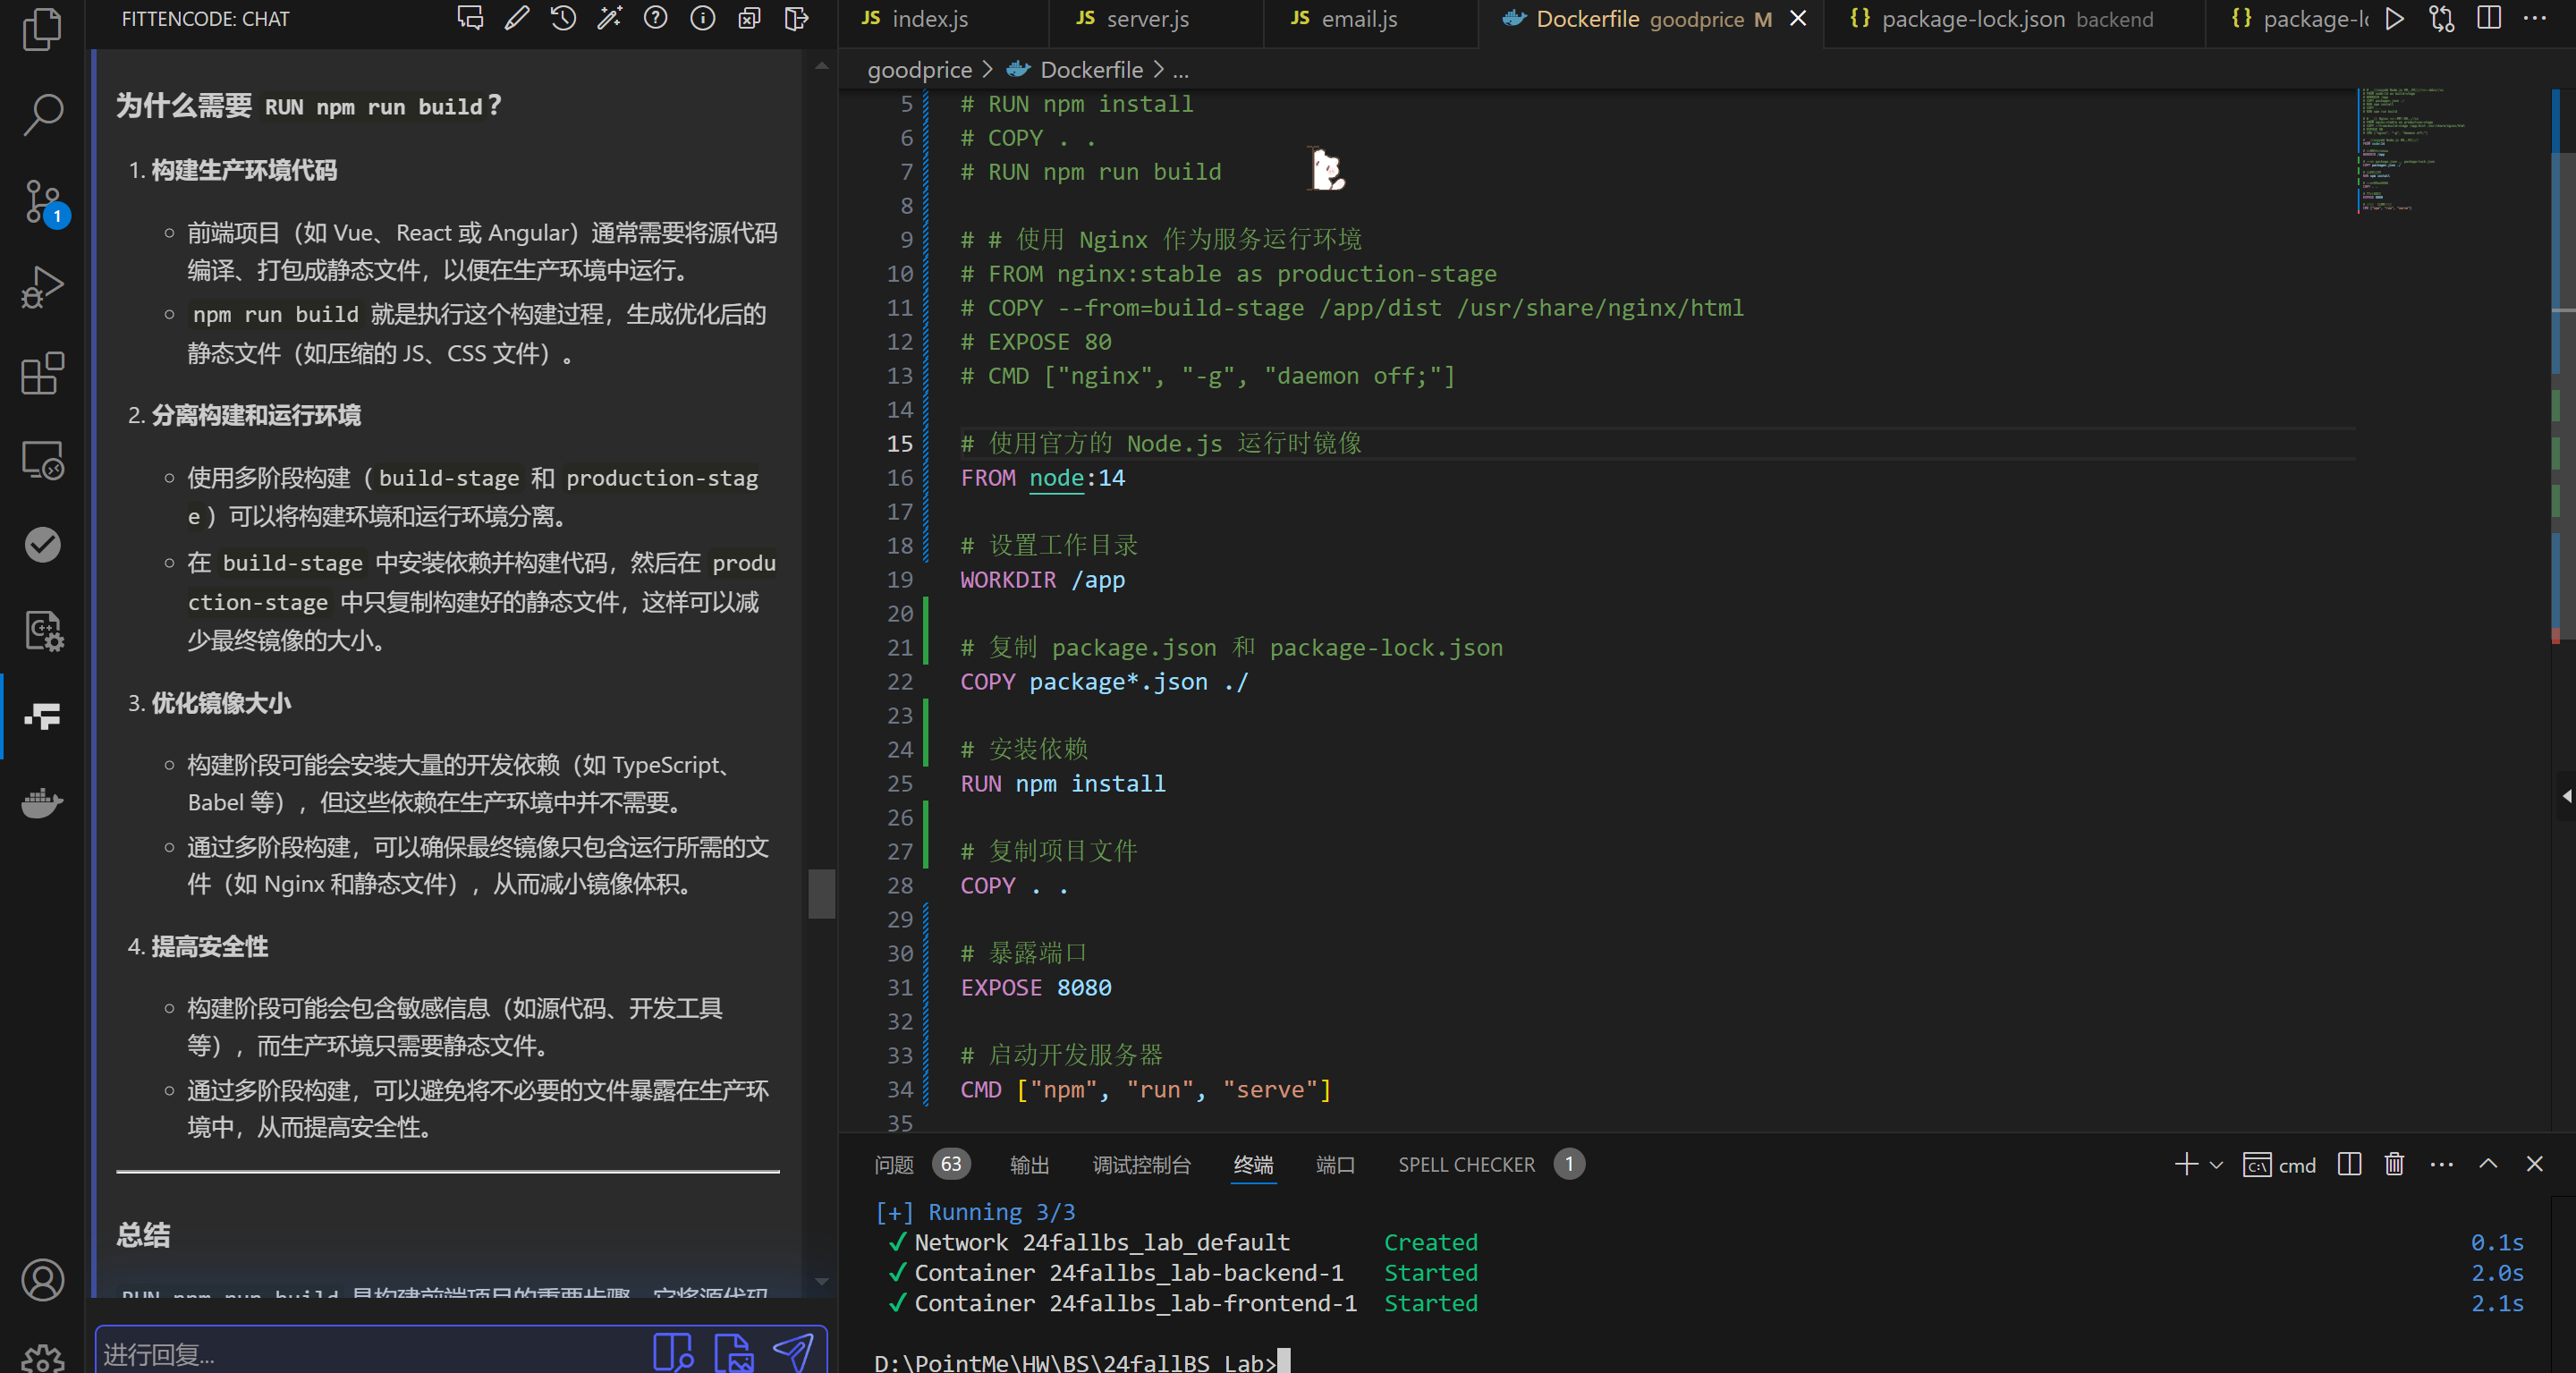 FITTENCODE: CHAT
为什么需要 RUN npm run build？
1. 构建生产环境代码
前端项目（如 Vue、React 或 Angular）通常需要将源代码
编译、打包成静态文件，以便在生产环境中运行。
npm run build 就是执行这个构建过程，生成优化后的
静态文件（如压缩的 JS、CSS 文件）。
2. 分离构建和运行环境
使用多阶段构建（ build-stage 和 production-stag
e ）可以将构建环境和运行环境分离。
在 build-stage 中安装依赖并构建代码，然后在 produ
ction-stage 中只复制构建好的静态文件，这样可以减
少最终镜像的大小。
3. 优化镜像大小
构建阶段可能会安装大量的开发依赖（如 TypeScript、
Babel 等），但这些依赖在生产环境中并不需要。
通过多阶段构建，可以确保最终镜像只包含运行所需的文
件（如 Nginx 和静态文件），从而减小镜像体积。
4. 提高安全性
构建阶段可能会包含敏感信息（如源代码、开发工具
等），而生产环境只需要静态文件。
通过多阶段构建，可以避免将不必要的文件暴露在生产环
境中，从而提高安全性。
总结
RUN npm run build 是构建前端项目的重要步骤，它将源代码
进行回复...
1
JS index.js
JS server.js
JS email.js
Dockerfile goodprice M
{} package-lock.json backend
{} package-l
goodprice > Dockerfile > ...
5 # RUN npm install
6 # COPY . .
7 # RUN npm run build
8
9 # # 使用 Nginx 作为服务运行环境
10 # FROM nginx:stable as production-stage
11 # COPY --from=build-stage /app/dist /usr/share/nginx/html
12 # EXPOSE 80
13 # CMD ["nginx", "-g", "daemon off;"]
14
15 # 使用官方的 Node.js 运行时镜像
16 FROM node:14
17
18 # 设置工作目录
19 WORKDIR /app
20
21 # 复制 package.json 和 package-lock.json
22 COPY package*.json ./
23
24 # 安装依赖
25 RUN npm install
26
27 # 复制项目文件
28 COPY . .
29
30 # 暴露端口
31 EXPOSE 8080
32
33 # 启动开发服务器
34 CMD ["npm", "run", "serve"]
35
问题 63 输出 调试控制台 终端 端口 SPELL CHECKER 1
cmd
[+] Running 3/3
✓ Network 24fallbs_lab_default Created 0.1s
✓ Container 24fallbs_lab-backend-1 Started 2.0s
✓ Container 24fallbs_lab-frontend-1 Started 2.1s
D:\PointMe\HW\BS\24fallBS_Lab>